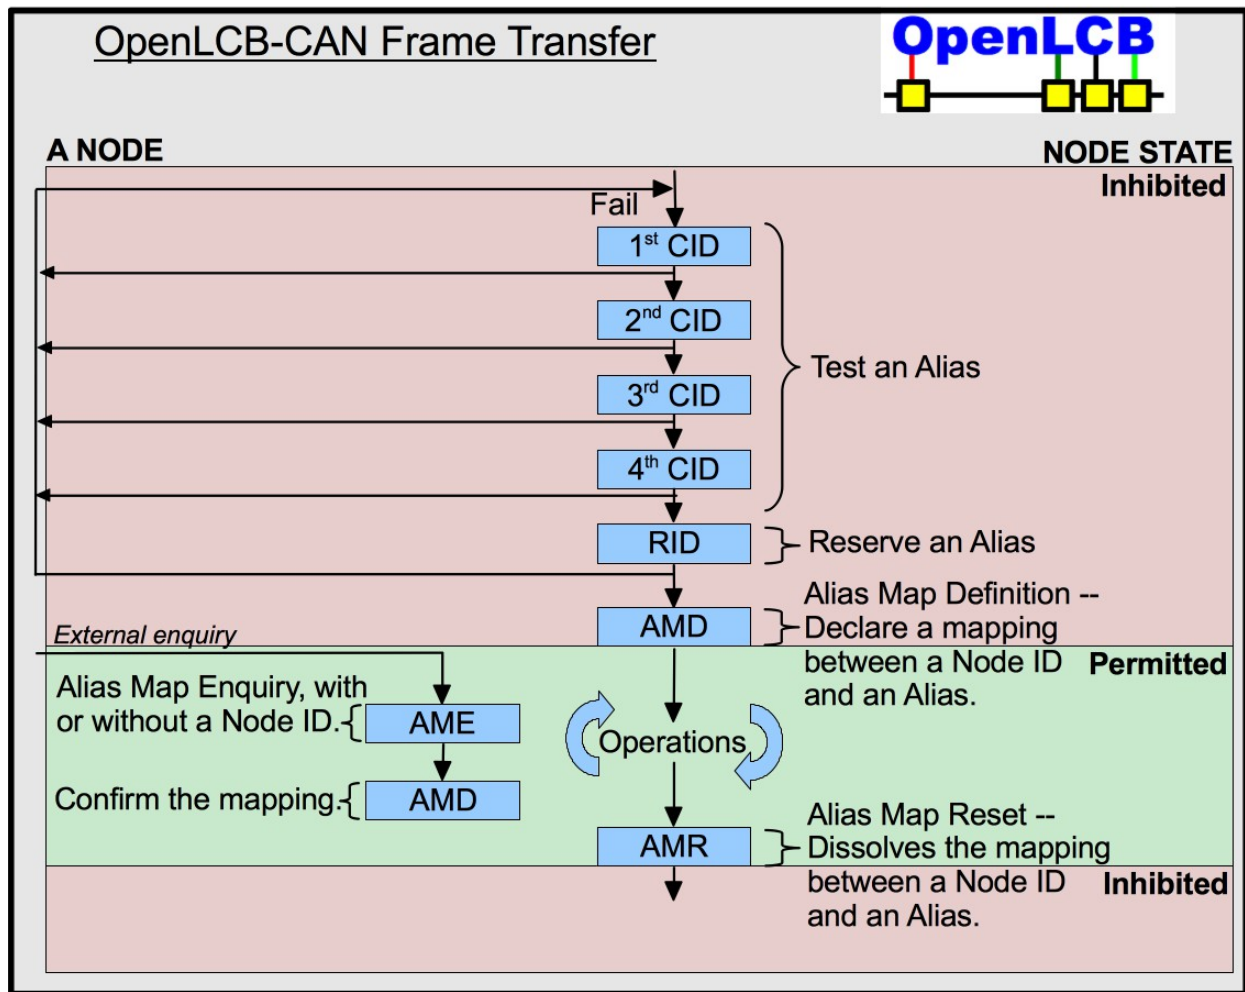 OpenLCB-CAN Frame Transfer
OpenLCB
A NODE
NODE STATE
Inhibited
Fail
1st CID
2nd CID
3rd CID
4th CID
Test an Alias
RID
Reserve an Alias
AMD
Alias Map Definition --
Declare a mapping
between a Node ID
and an Alias.
External enquiry
Permitted
Alias Map Enquiry, with
or without a Node ID.
AME
Operations
Confirm the mapping.
AMD
AMR
Alias Map Reset --
Dissolves the mapping
between a Node ID
and an Alias.
Inhibited